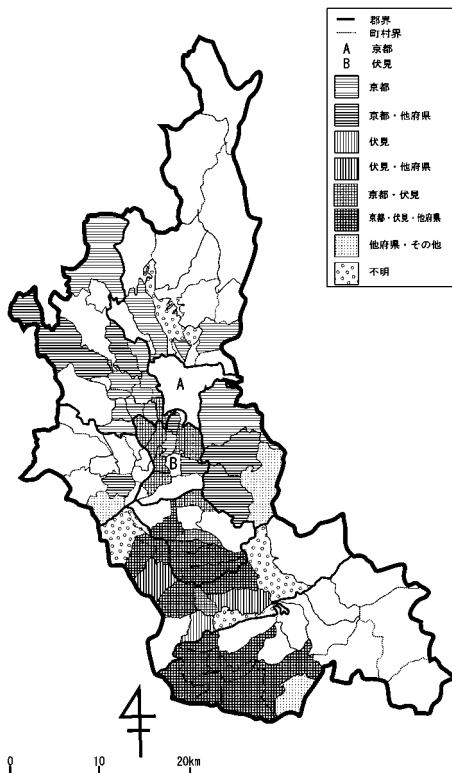 郡界
町村界
A 京都
B 伏見
京都
京都・他府県
伏見
伏見・他府県
京都・伏見
京都・伏見・他府県
他府県・その他
不明
A
B
0 10 20km